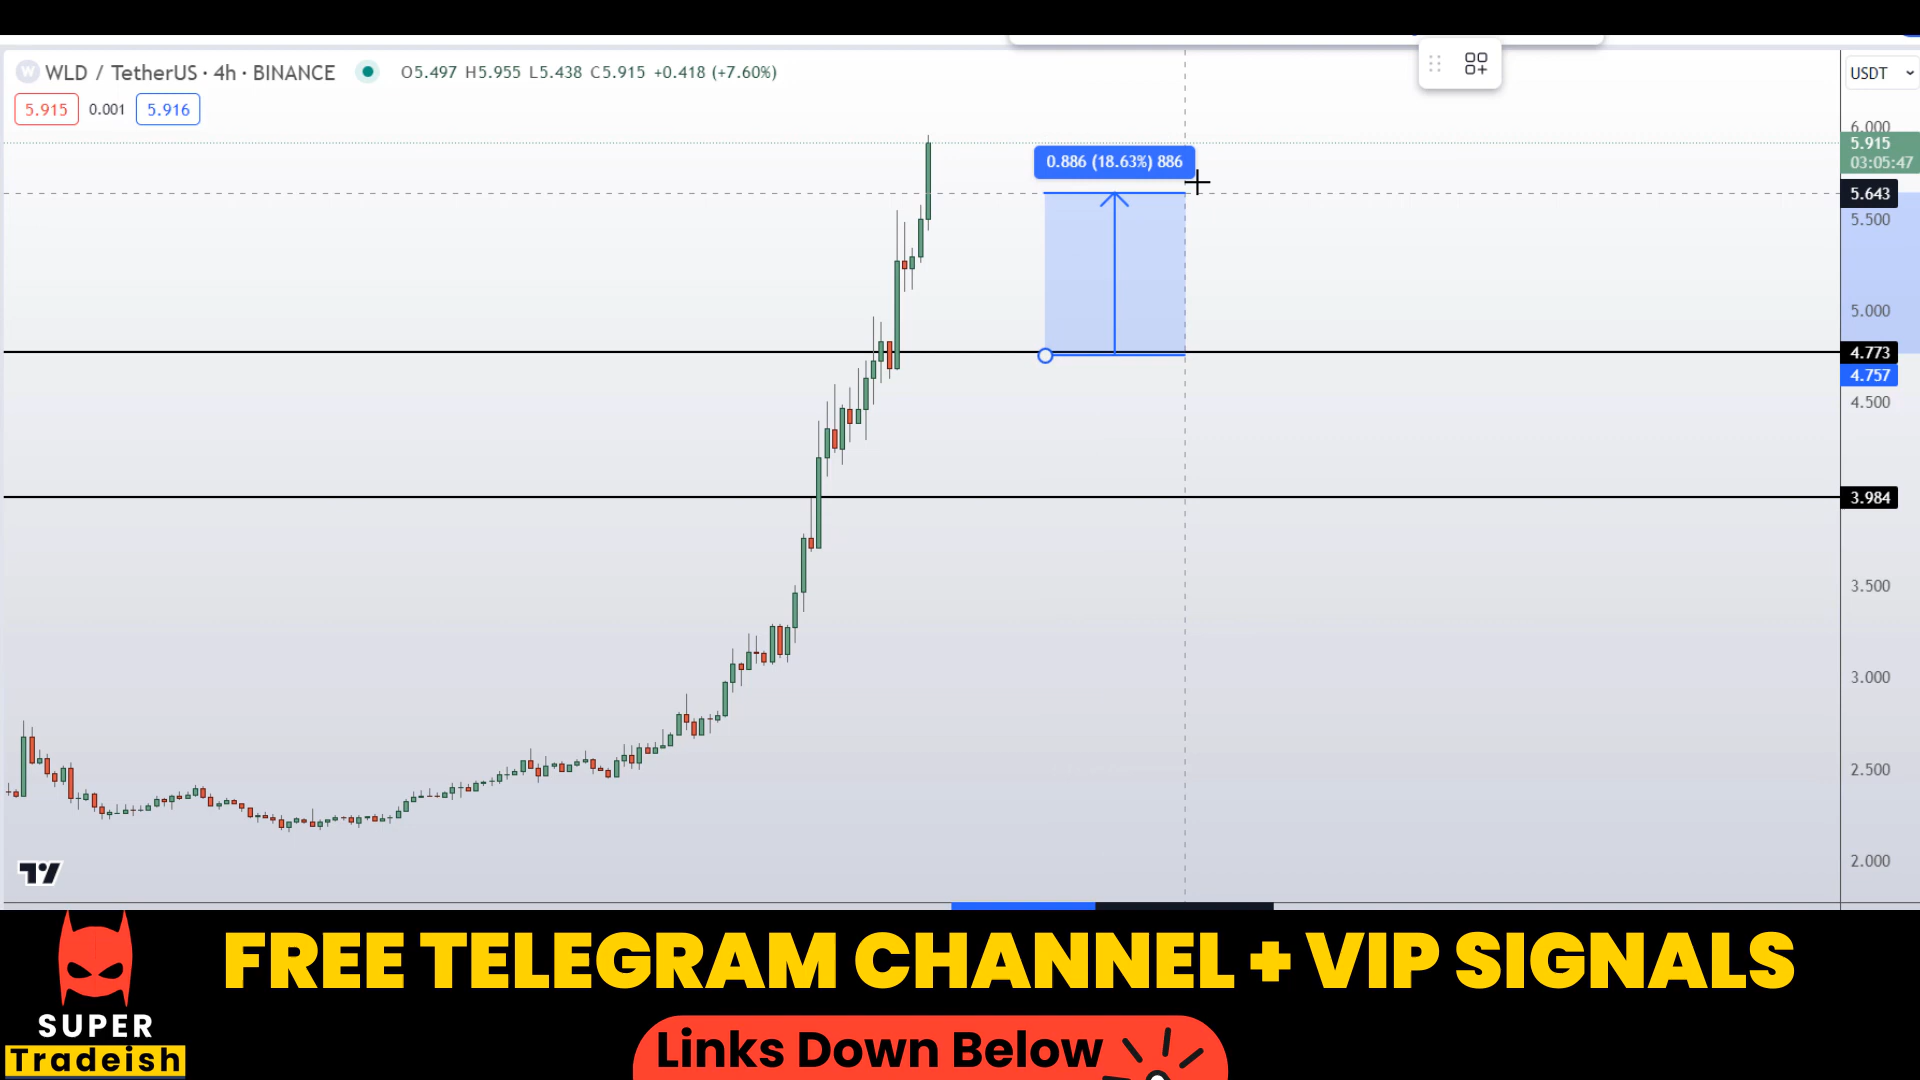 WLD / TetherUS · 4h · BINANCE O5.497 H5.955 L5.438 C5.915 +0.418 (+7.60%)
USDT
5.915 0.001 5.916
6.000
5.915
03:05:47
0.886 (18.63%) 886
5.643
5.500
5.000
4.773
4.757
4.500
3.984
3.500
3.000
2.500
2.000
FREE TELEGRAM CHANNEL + VIP SIGNALS
SUPER
Tradeish
Links Down Below